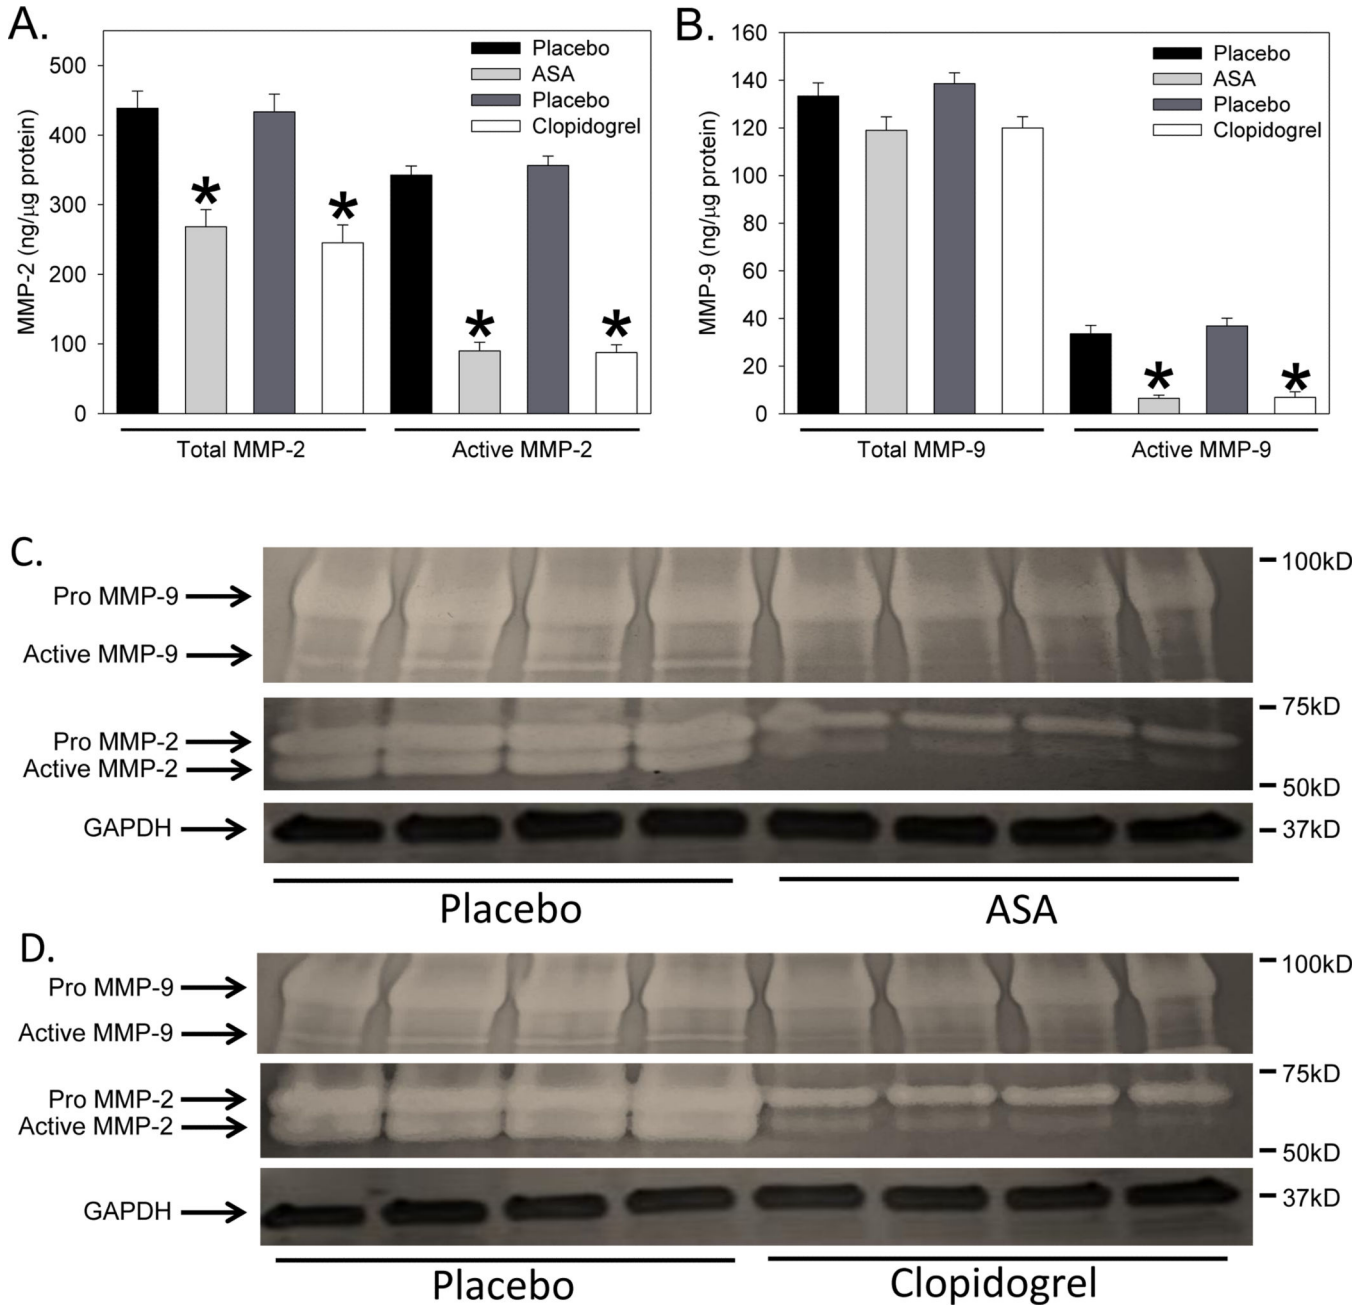 A.
MMP-2 (ng/μg protein)
500
400
300
200
100
0
Placebo
ASA
Placebo
Clopidogrel
*
*
*
*
Total MMP-2
Active MMP-2
B.
MMP-9 (ng/μg protein)
160
140
120
100
80
60
40
20
0
Placebo
ASA
Placebo
Clopidogrel
*
*
Total MMP-9
Active MMP-9
C.
Pro MMP-9
Active MMP-9
Pro MMP-2
Active MMP-2
GAPDH
100kD
75kD
50kD
37kD
Placebo
ASA
D.
Pro MMP-9
Active MMP-9
Pro MMP-2
Active MMP-2
GAPDH
100kD
75kD
50kD
37kD
Placebo
Clopidogrel